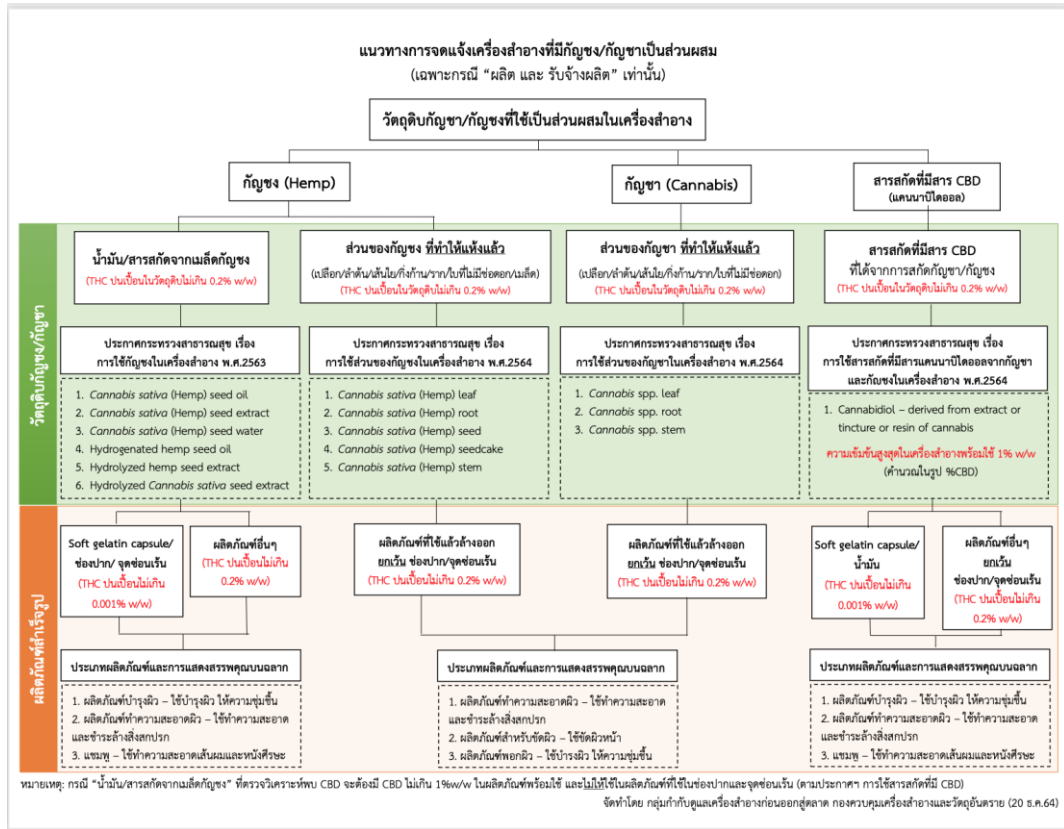 แนวทางการจดแจ้งเครื่องสำอางที่มีกัญชง/กัญชาเป็นส่วนผสม
(เฉพาะกรณี “ผลิต และ รับจ้างผลิต” เท่านั้น)
วัตถุดิบกัญชา/กัญชงที่ใช้เป็นส่วนผสมในเครื่องสำอาง
กัญชง (Hemp)
กัญชา (Cannabis)
สารสกัดที่มีสาร CBD
(แคนนาบิไดออล)
วัตถุดิบกัญชง/กัญชา
น้ำมัน/สารสกัดจากเมล็ดกัญชง
(THC ปนเปื้อนในวัตถุดิบไม่เกิน 0.2% w/w)
ส่วนของกัญชง ที่ทำให้แห้งแล้ว
(เปลือก/ลำต้น/เส้นใย/กิ่งก้าน/ราก/ใบที่ไม่มีช่อดอก/เมล็ด)
(THC ปนเปื้อนในวัตถุดิบไม่เกิน 0.2% w/w)
ส่วนของกัญชา ที่ทำให้แห้งแล้ว
(เปลือก/ลำต้น/เส้นใย/กิ่งก้าน/ราก/ใบที่ไม่มีช่อดอก)
(THC ปนเปื้อนในวัตถุดิบไม่เกิน 0.2% w/w)
สารสกัดที่มีสาร CBD
ที่ได้จากการสกัดกัญชา/กัญชง
(THC ปนเปื้อนในวัตถุดิบไม่เกิน 0.2% w/w)
ประกาศกระทรวงสาธารณสุข เรื่อง
การใช้กัญชงในเครื่องสำอาง พ.ศ.2563
ประกาศกระทรวงสาธารณสุข เรื่อง
การใช้ส่วนของกัญชงในเครื่องสำอาง พ.ศ.2564
ประกาศกระทรวงสาธารณสุข เรื่อง
การใช้ส่วนของกัญชาในเครื่องสำอาง พ.ศ.2564
ประกาศกระทรวงสาธารณสุข เรื่อง
การใช้สารสกัดที่มีสารแคนนาบิไดออลจากกัญชา
และกัญชงในเครื่องสำอาง พ.ศ.2564
1. Cannabis sativa (Hemp) seed oil
2. Cannabis sativa (Hemp) seed extract
3. Cannabis sativa (Hemp) seed water
4. Hydrogenated hemp seed oil
5. Hydrolyzed hemp seed extract
6. Hydrolyzed Cannabis sativa seed extract
1. Cannabis sativa (Hemp) leaf
2. Cannabis sativa (Hemp) root
3. Cannabis sativa (Hemp) seed
4. Cannabis sativa (Hemp) seedcake
5. Cannabis sativa (Hemp) stem
1. Cannabis spp. leaf
2. Cannabis spp. root
3. Cannabis spp. stem
1. Cannabidiol – derived from extract or
tincture or resin of cannabis
ความเข้มข้นสูงสุดในเครื่องสำอางพร้อมใช้ 1% w/w
(คำนวณในรูป %CBD)
ผลิตภัณฑ์สำเร็จรูป
Soft gelatin capsule/
ช่องปาก/ จุดซ่อนเร้น
(THC ปนเปื้อนไม่เกิน
0.001% w/w)
ผลิตภัณฑ์อื่นๆ
(THC ปนเปื้อนไม่เกิน
0.2% w/w)
ผลิตภัณฑ์ที่ใช้แล้วล้างออก
ยกเว้น ช่องปาก/จุดซ่อนเร้น
(THC ปนเปื้อนไม่เกิน 0.2% w/w)
ผลิตภัณฑ์ที่ใช้แล้วล้างออก
ยกเว้น ช่องปาก/จุดซ่อนเร้น
(THC ปนเปื้อนไม่เกิน 0.2% w/w)
Soft gelatin capsule/
น้ำมัน
(THC ปนเปื้อนไม่เกิน
0.001% w/w)
ผลิตภัณฑ์อื่นๆ
ยกเว้น
ช่องปาก/จุดซ่อนเร้น
(THC ปนเปื้อนไม่เกิน
0.2% w/w)
ประเภทผลิตภัณฑ์และการแสดงสรรพคุณบนฉลาก
1. ผลิตภัณฑ์บำรุงผิว – ใช้บำรุงผิว ให้ความชุ่มชื้น
2. ผลิตภัณฑ์ทำความสะอาดผิว – ใช้ทำความสะอาด
และชำระล้างสิ่งสกปรก
3. แชมพู – ใช้ทำความสะอาดเส้นผมและหนังศีรษะ
ประเภทผลิตภัณฑ์และการแสดงสรรพคุณบนฉลาก
1. ผลิตภัณฑ์ทำความสะอาดผิว – ใช้ทำความสะอาด
และชำระล้างสิ่งสกปรก
2. ผลิตภัณฑ์สำหรับขัดผิว – ใช้ขัดผิวหน้า
3. ผลิตภัณฑ์พอกผิว – ใช้บำรุงผิว ให้ความชุ่มชื้น
ประเภทผลิตภัณฑ์และการแสดงสรรพคุณบนฉลาก
1. ผลิตภัณฑ์บำรุงผิว – ใช้บำรุงผิว ให้ความชุ่มชื้น
2. ผลิตภัณฑ์ทำความสะอาดผิว – ใช้ทำความสะอาด
และชำระล้างสิ่งสกปรก
3. แชมพู – ใช้ทำความสะอาดเส้นผมและหนังศีรษะ
หมายเหตุ: กรณี “น้ำมัน/สารสกัดจากเมล็ดกัญชง” ที่ตรวจวิเคราะห์พบ CBD จะต้องมี CBD ไม่เกิน 1%w/w ในผลิตภัณฑ์พร้อมใช้ และไม่ให้ใช้ในผลิตภัณฑ์ที่ใช้ในช่องปากและจุดซ่อนเร้น (ตามประกาศฯ การใช้สารสกัดที่มี CBD)
จัดทำโดย กลุ่มกำกับดูแลเครื่องสำอางก่อนออกสู่ตลาด กองควบคุมเครื่องสำอางและวัตถุอันตราย (20 ธ.ค.64)